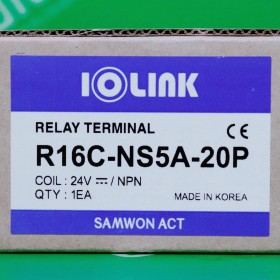 IOLINK
RELAY TERMINAL
CE
R16C-NS5A-20P
COIL : 24V ⎓ / NPN
QTY : 1EA
MADE IN KOREA
SAMWON ACT